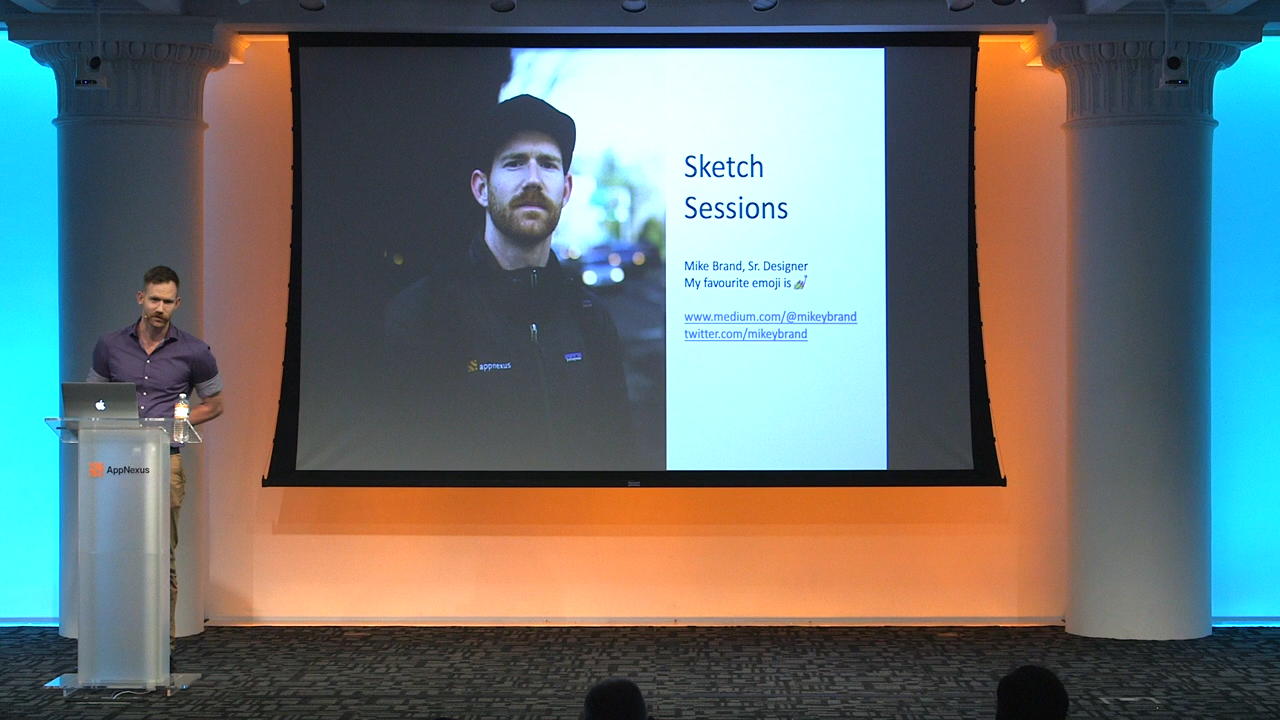 Sketch
Sessions
Mike Brand, Sr. Designer
My favourite emoji is 💅
www.medium.com/@mikeybrand
twitter.com/mikeybrand
appnexus
AppNexus